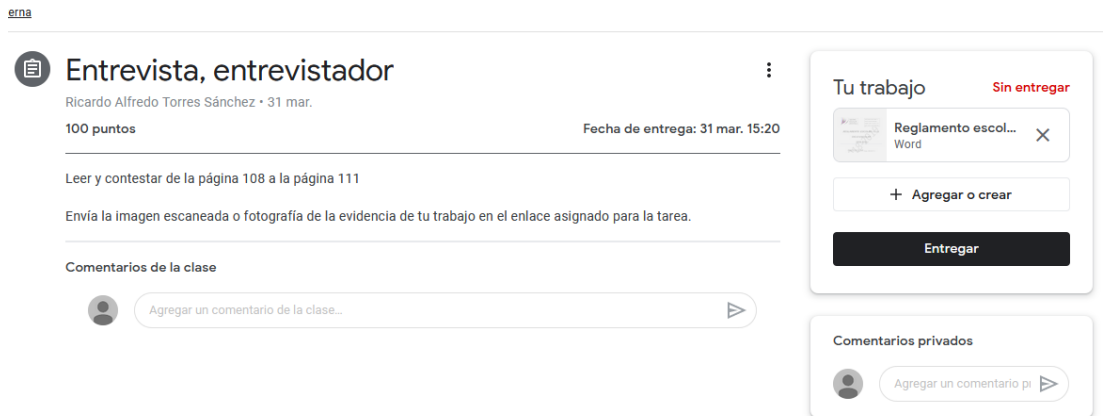 erna
Entrevista, entrevistador
Ricardo Alfredo Torres Sánchez • 31 mar.
100 puntos
Fecha de entrega: 31 mar. 15:20
Leer y contestar de la página 108 a la página 111
Envía la imagen escaneada o fotografía de la evidencia de tu trabajo en el enlace asignado para la tarea.
Comentarios de la clase
Agregar un comentario de la clase...
Tu trabajo
Sin entregar
Reglamento escol...
Word
+ Agregar o crear
Entregar
Comentarios privados
Agregar un comentario